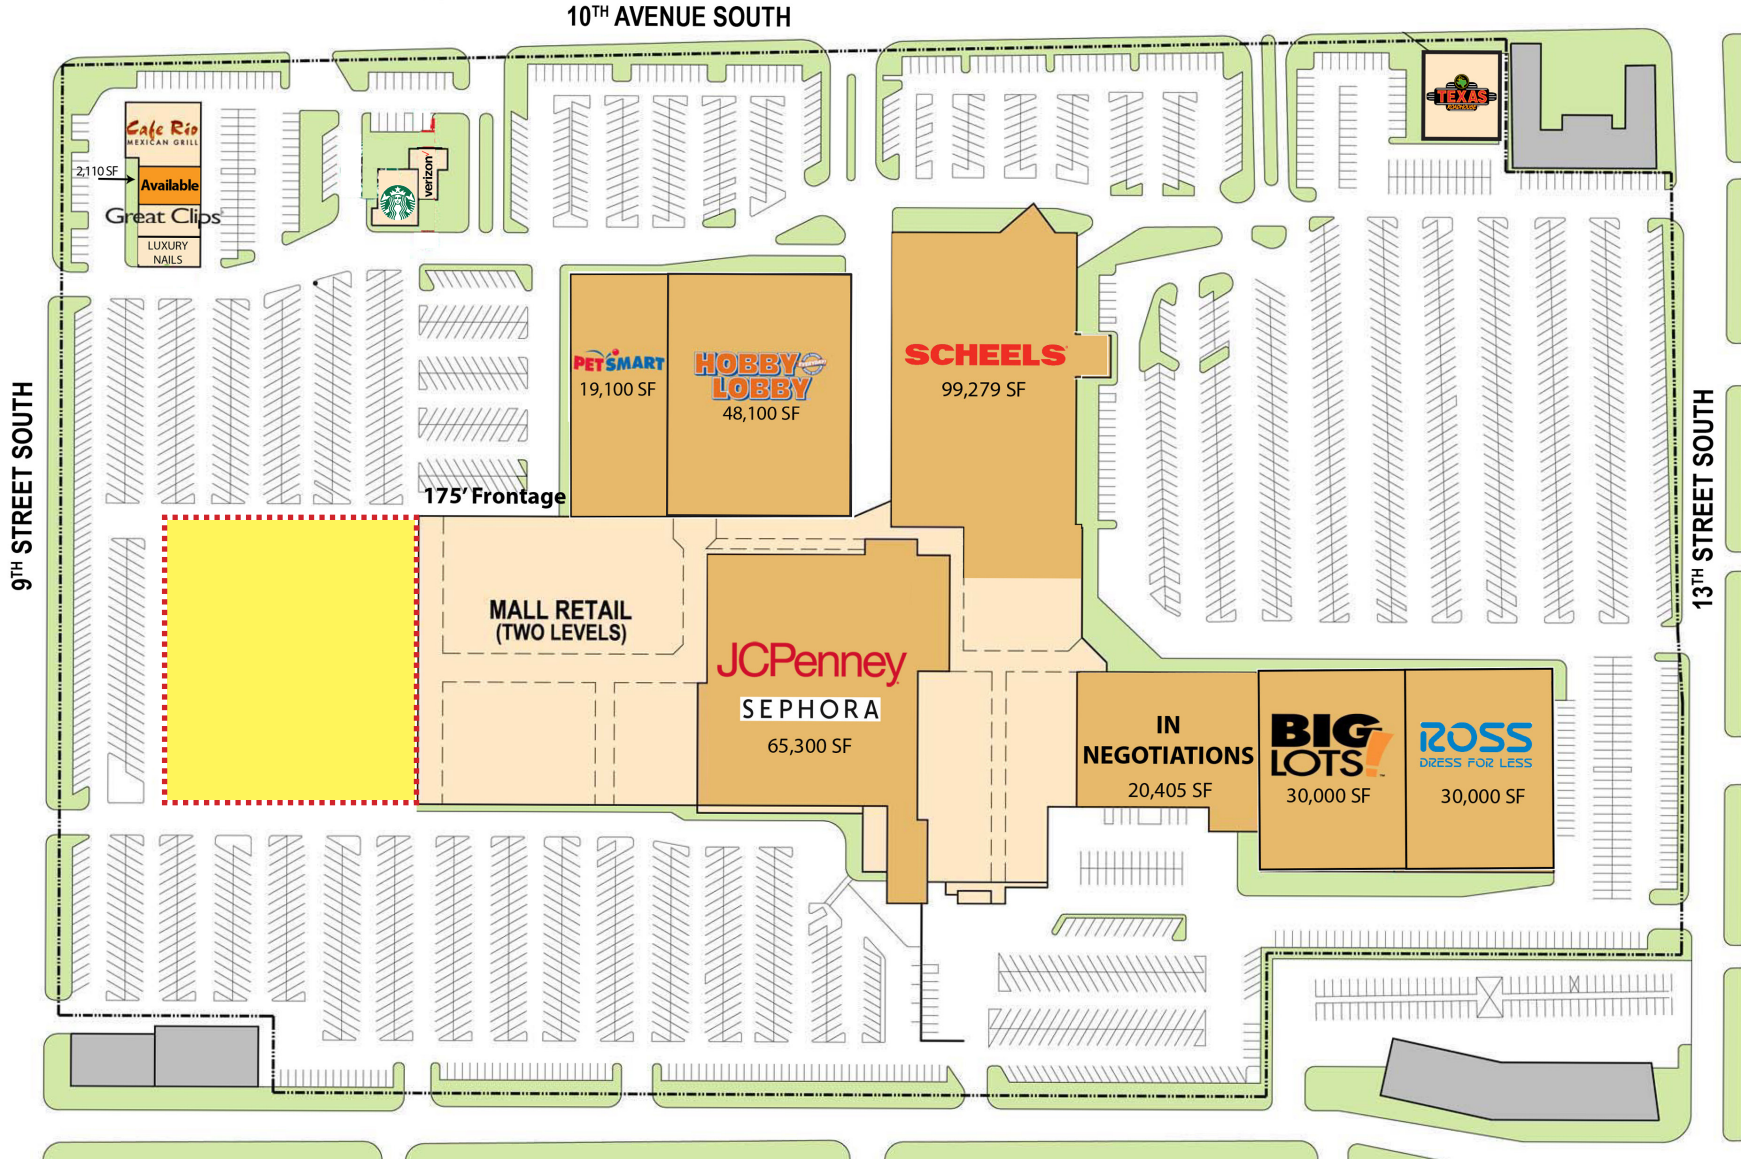 10TH AVENUE SOUTH
TEXAS
ROADHOUSE
Cafe Rio
MEXICAN GRILL
2,110 SF
Available
Great Clips
LUXURY
NAILS
verizon
PETSMART
19,100 SF
HOBBY
LOBBY
48,100 SF
SCHEELS
99,279 SF
9TH STREET SOUTH
13TH STREET SOUTH
175' Frontage
MALL RETAIL
(TWO LEVELS)
JCPenney
SEPHORA
65,300 SF
IN
NEGOTIATIONS
20,405 SF
BIG
LOTS!
30,000 SF
ROSS
DRESS FOR LESS
30,000 SF